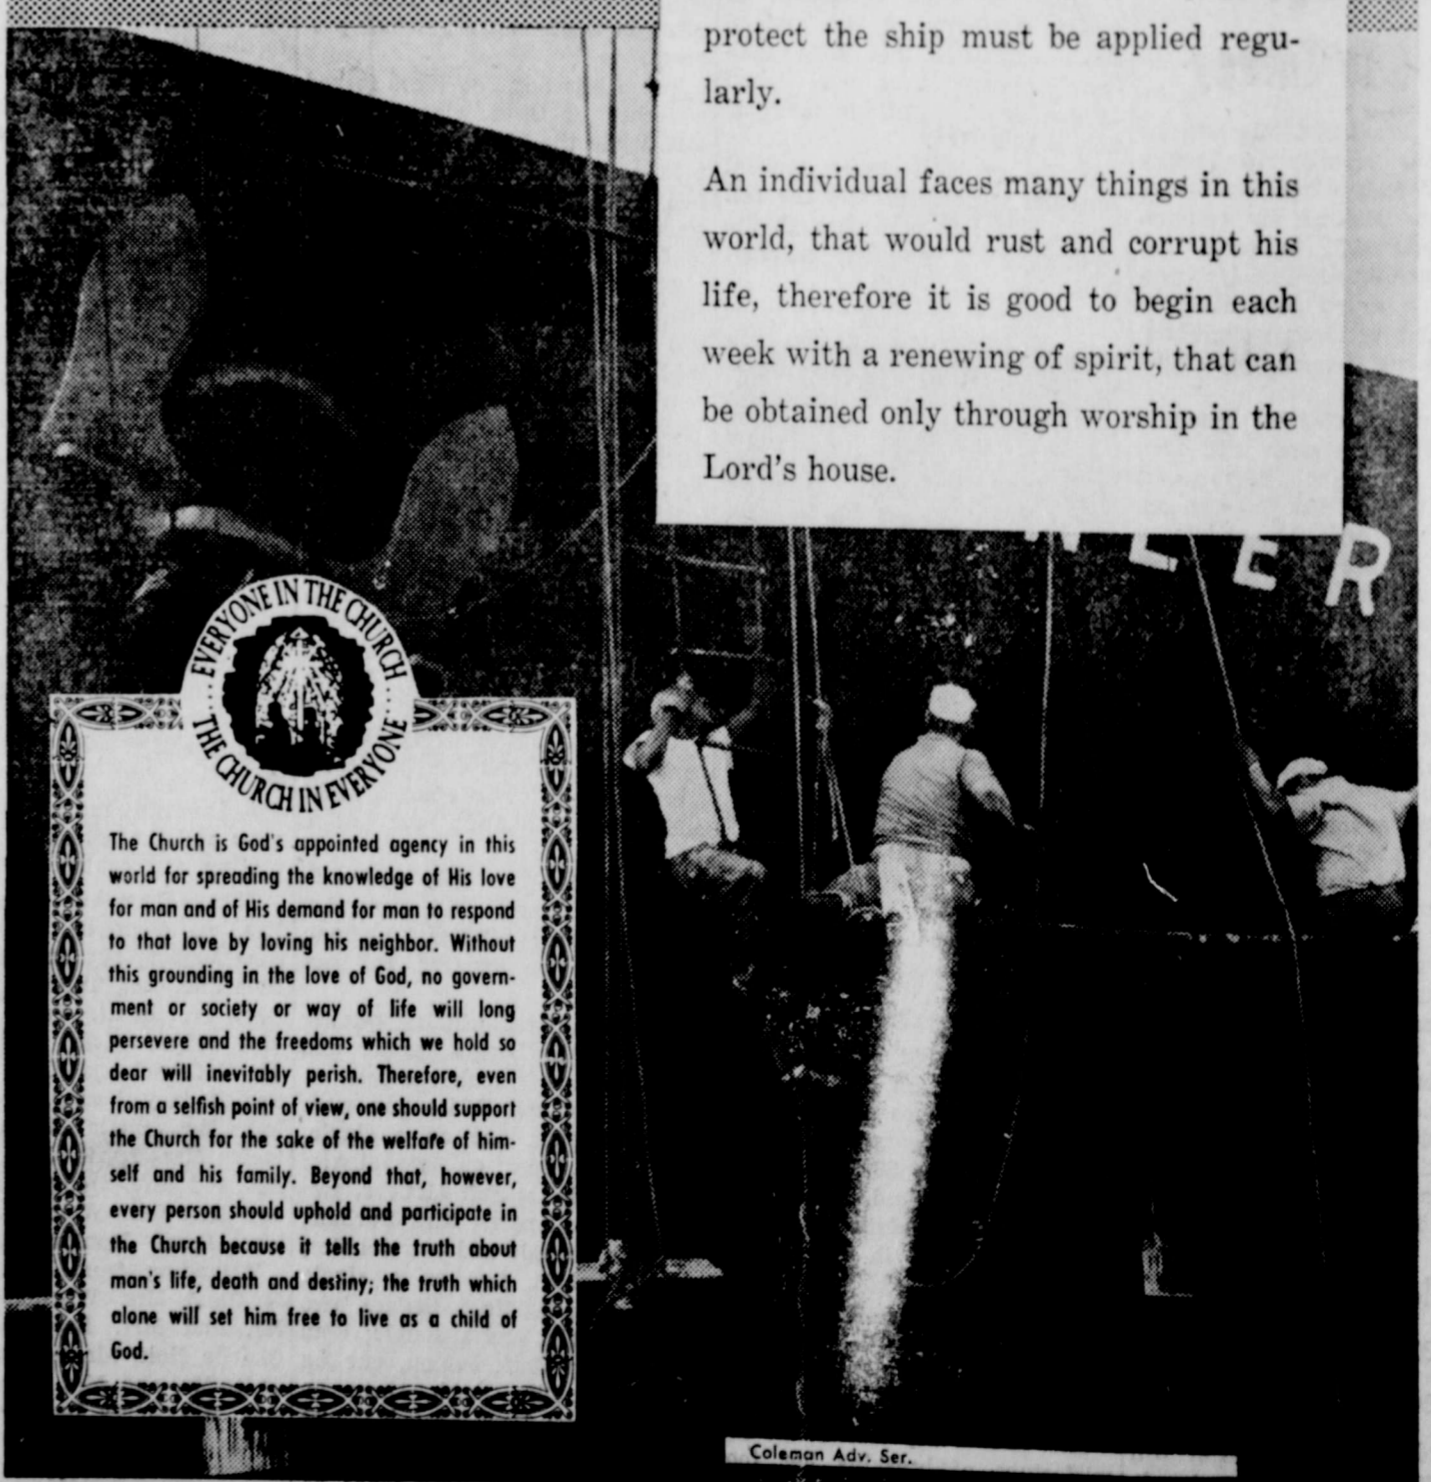 protect the ship must be applied regu-
larly.
An individual faces many things in this
world, that would rust and corrupt his
life, therefore it is good to begin each
week with a renewing of spirit, that can
be obtained only through worship in the
Lord's house.
LER
EVERYONE IN THE CHURCH
THE CHURCH IN EVERYONE
The Church is God's appointed agency in this
world for spreading the knowledge of His love
for man and of His demand for man to respond
to that love by loving his neighbor. Without
this grounding in the love of God, no govern-
ment or society or way of life will long
persevere and the freedoms which we hold so
dear will inevitably perish. Therefore, even
from a selfish point of view, one should support
the Church for the sake of the welfare of him-
self and his family. Beyond that, however,
every person should uphold and participate in
the Church because it tells the truth about
man's life, death and destiny; the truth which
alone will set him free to live as a child of
God.
Coleman Adv. Ser.